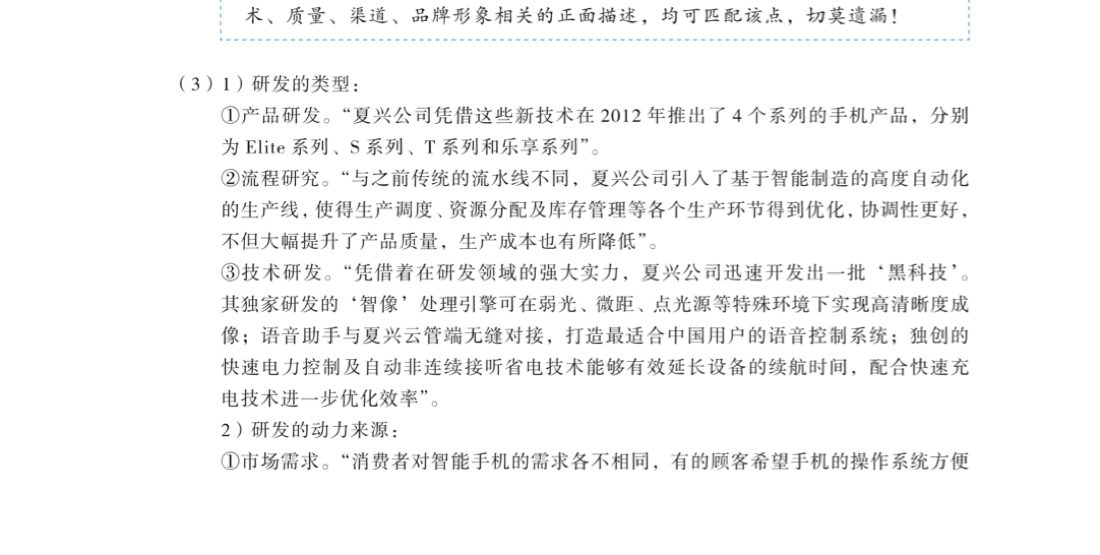 术、质量、渠道、品牌形象相关的正面描述，均可匹配该点，切莫遗漏！
（3）1）研发的类型：
①产品研发。“夏兴公司凭借这些新技术在 2012 年推出了 4 个系列的手机产品，分别
为 Elite 系列、S 系列、T 系列和乐享系列”。
②流程研究。“与之前传统的流水线不同，夏兴公司引入了基于智能制造的高度自动化
的生产线，使得生产调度、资源分配及库存管理等各个生产环节得到优化，协调性更好，
不但大幅提升了产品质量，生产成本也有所降低”。
③技术研发。“凭借着在研发领域的强大实力，夏兴公司迅速开发出一批‘黑科技’。
其独家研发的‘智像’处理引擎可在弱光、微距、点光源等特殊环境下实现高清晰度成
像；语音助手与夏兴云管端无缝对接，打造最适合中国用户的语音控制系统；独创的
快速电力控制及自动非连续接听省电技术能够有效延长设备的续航时间，配合快速充
电技术进一步优化效率”。
2）研发的动力来源：
①市场需求。“消费者对智能手机的需求各不相同，有的顾客希望手机的操作系统方便